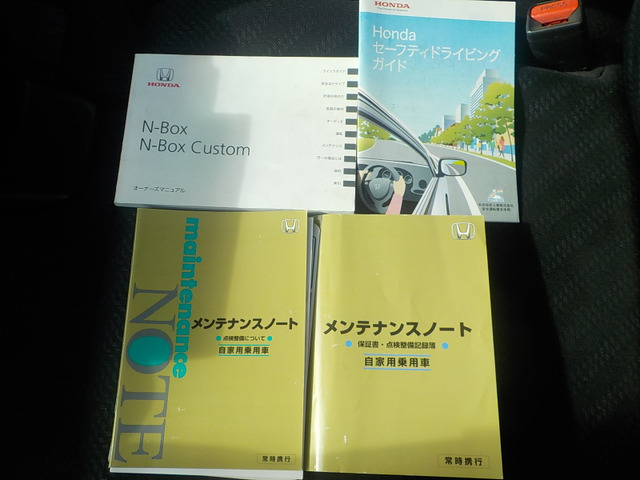 HONDA
N-Box
N-Box Custom
オーナーズマニュアル
HONDA
Honda
セーフティドライビング
ガイド
PRESS
maintenance
NOTE
メンテナンスノート
点検整備について
自家用乗用車
常時携行
メンテナンスノート
保証書・点検整備記録簿
自家用乗用車
常時携行